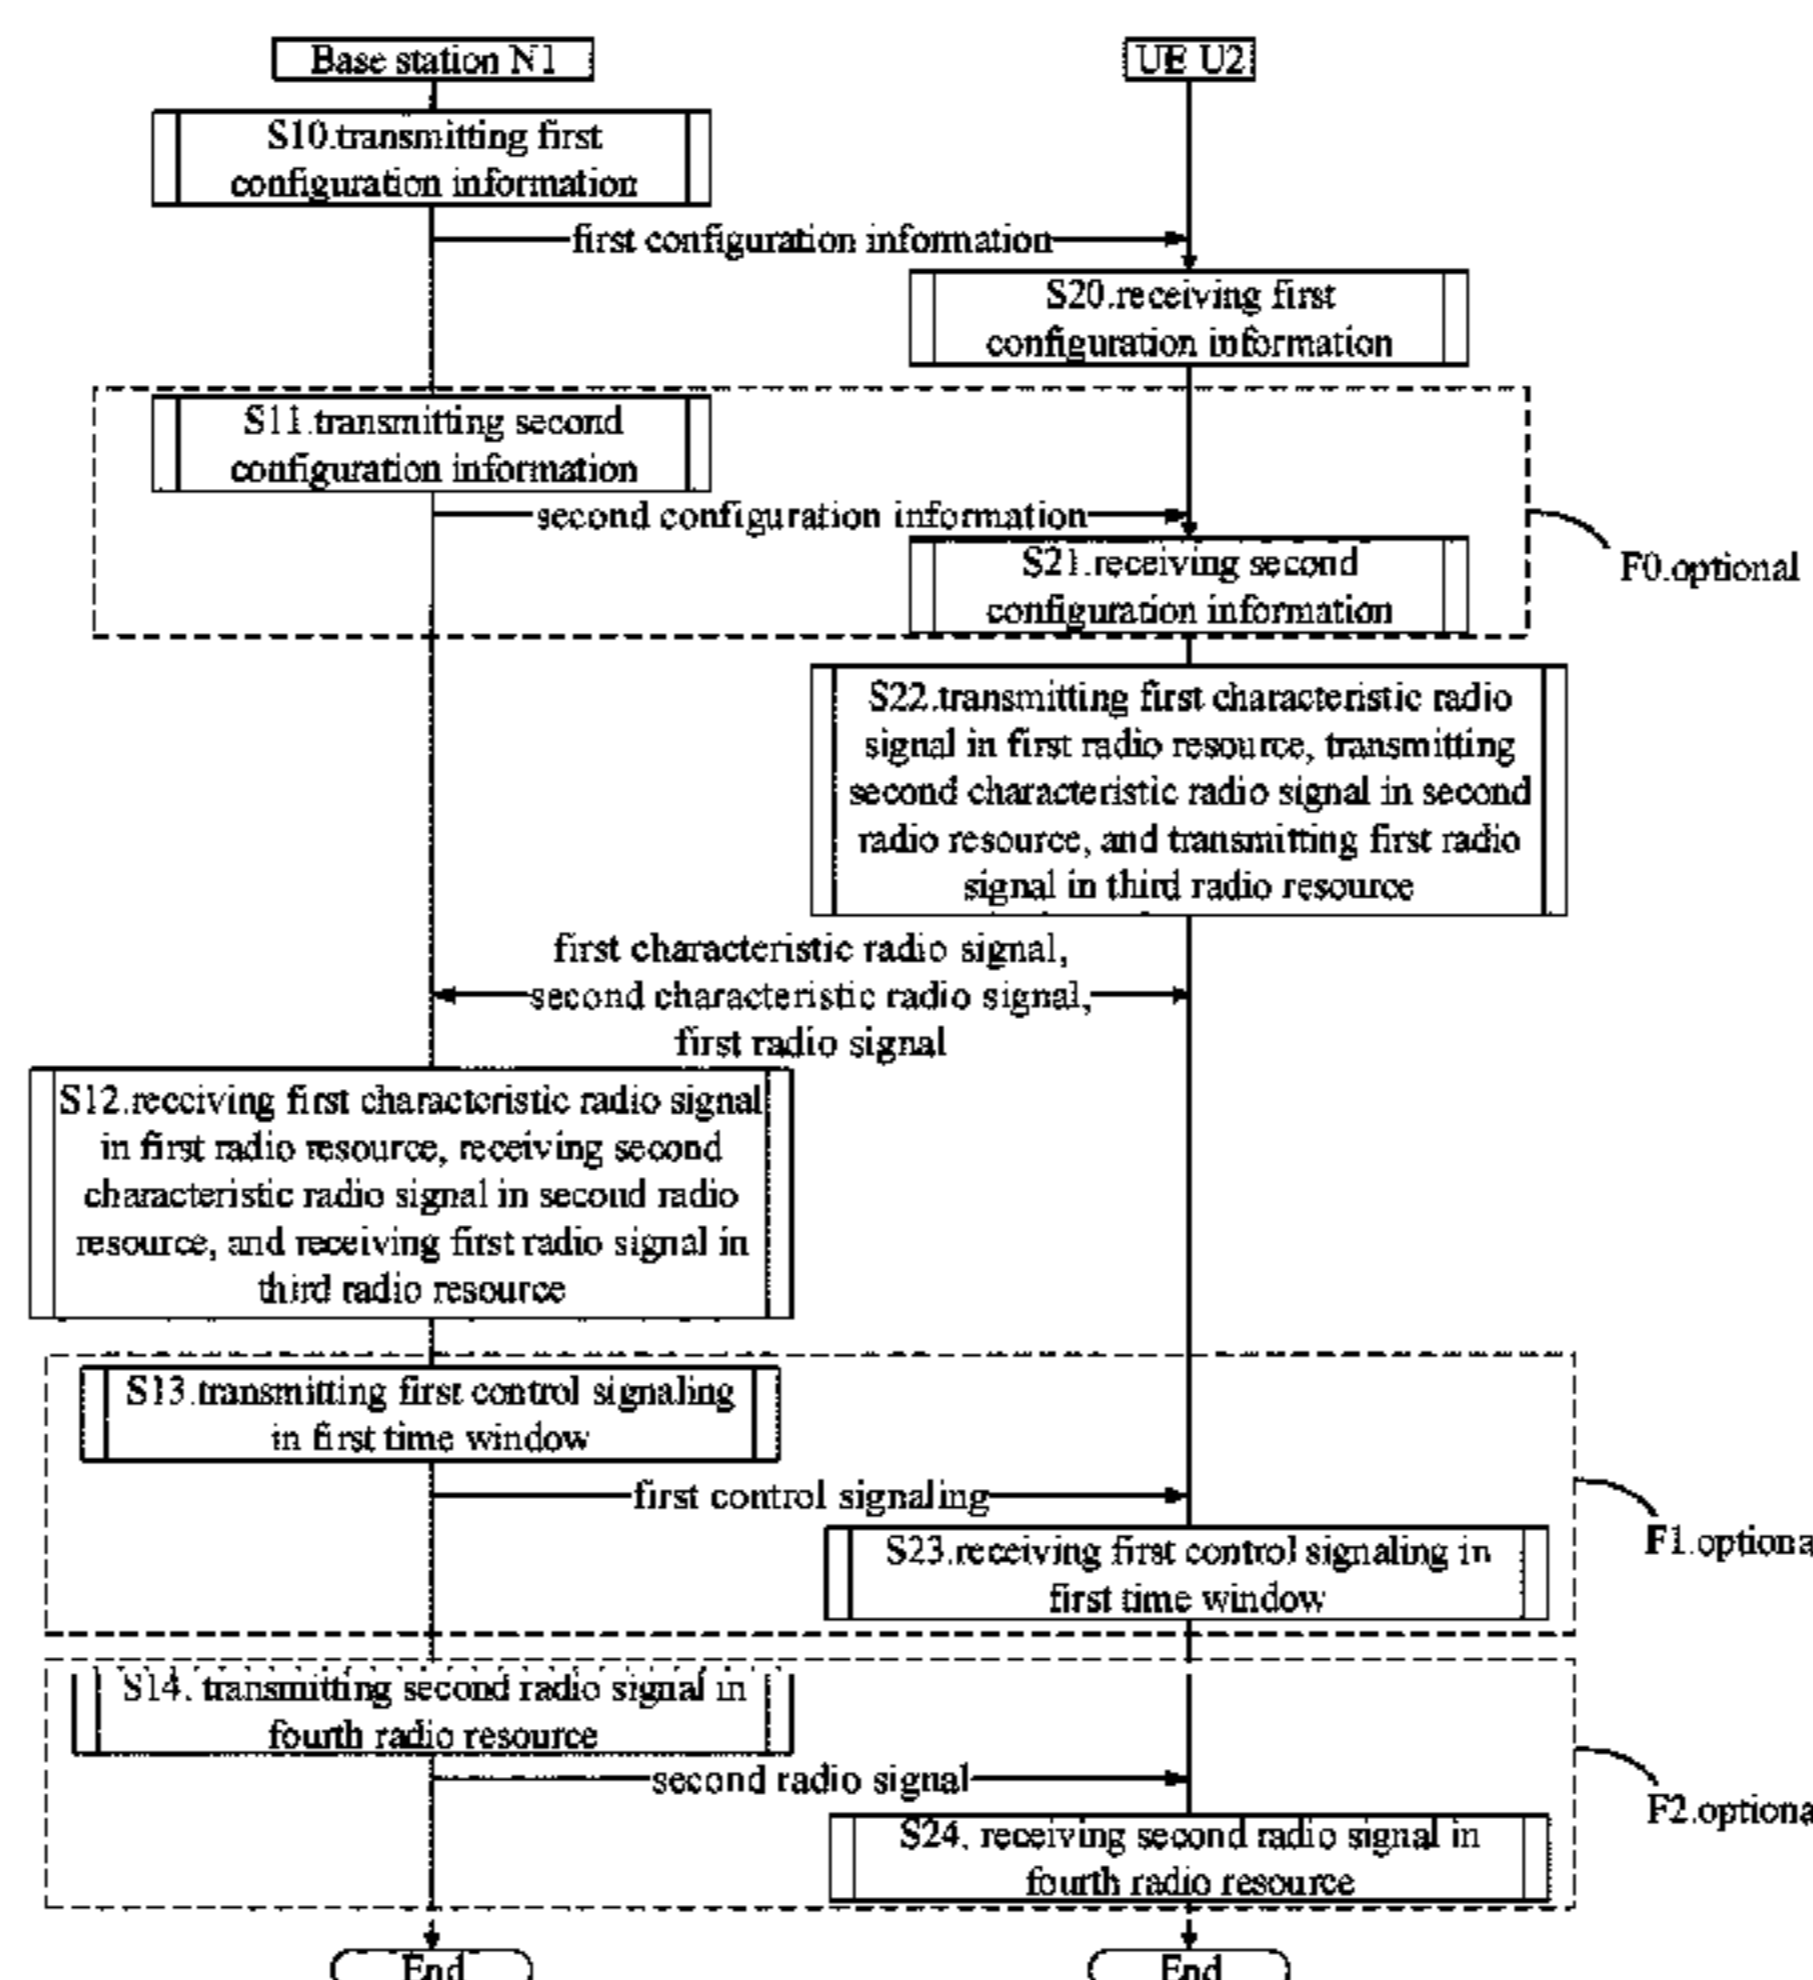 Base station N1
UE U2
S10.transmitting first
configuration information
first configuration information
S20.receiving first
configuration information
S11.transmitting second
configuration information
second configuration information
S21.receiving second
configuration information
F0.optional
S22.transmitting first characteristic radio
signal in first radio resource, transmitting
second characteristic radio signal in second
radio resource, and transmitting first radio
signal in third radio resource
first characteristic radio signal,
second characteristic radio signal,
first radio signal
S12.receiving first characteristic radio signal
in first radio resource, receiving second
characteristic radio signal in second radio
resource, and receiving first radio signal in
third radio resource
S13.transmitting first control signaling
in first time window
first control signaling
S23.receiving first control signaling in
first time window
F1.optiona
S14. transmitting second radio signal in
fourth radio resource
second radio signal
F2.optiona
S24. receiving second radio signal in
fourth radio resource
End
End